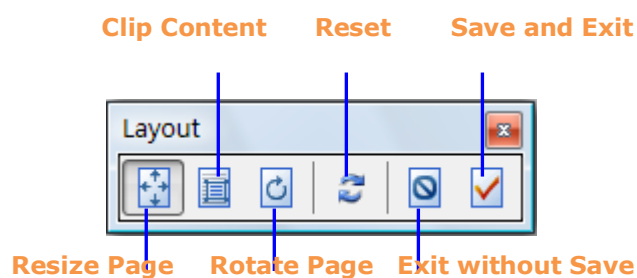 Clip Content Reset Save and Exit
Layout
Resize Page Rotate Page Exit without Save